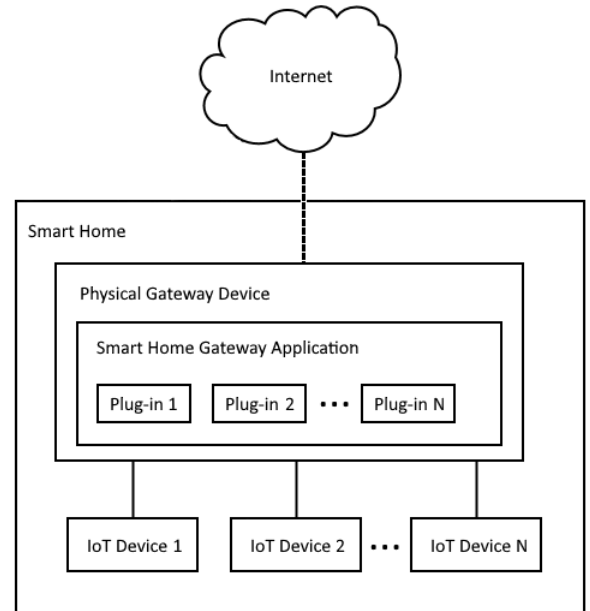 Internet
Smart Home
Physical Gateway Device
Smart Home Gateway Application
Plug-in 1 Plug-in 2 ••• Plug-in N
IoT Device 1 IoT Device 2 ••• IoT Device N